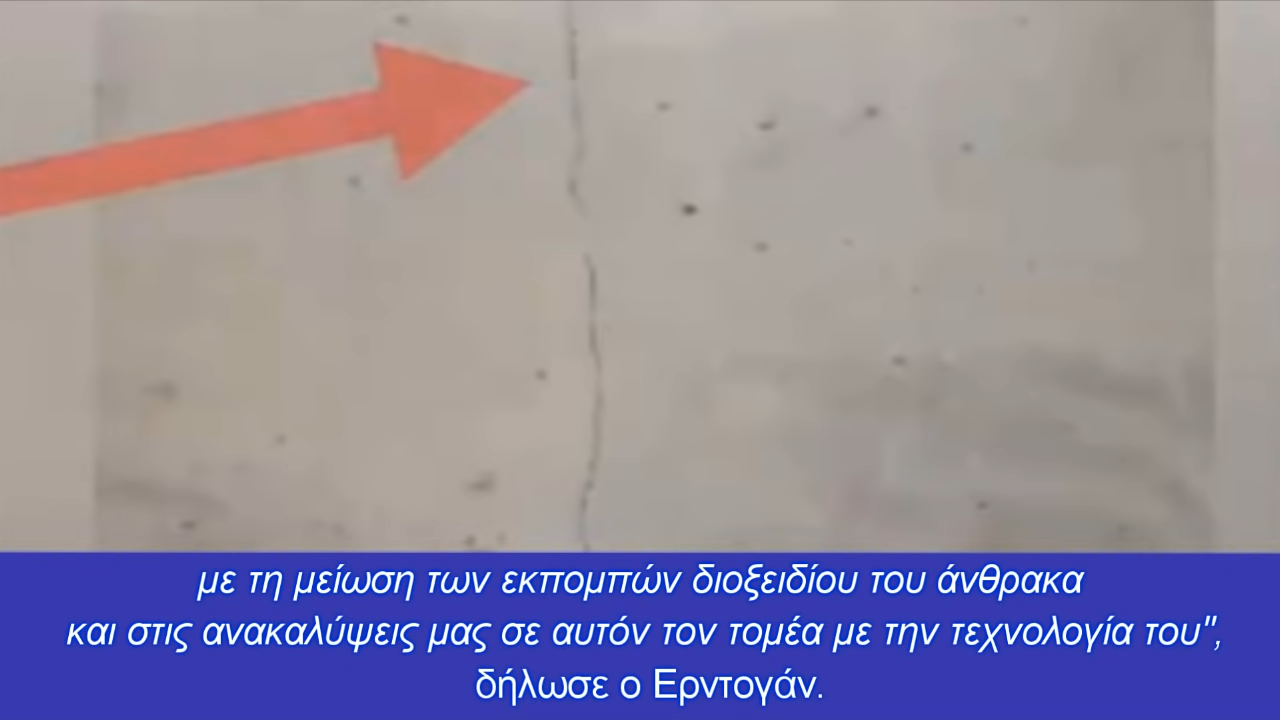 με τη μείωση των εκπομπών διοξειδίου του άνθρακα
και στις ανακαλύψεις μας σε αυτόν τον τομέα με την τεχνολογία του",
δήλωσε ο Ερντογάν.